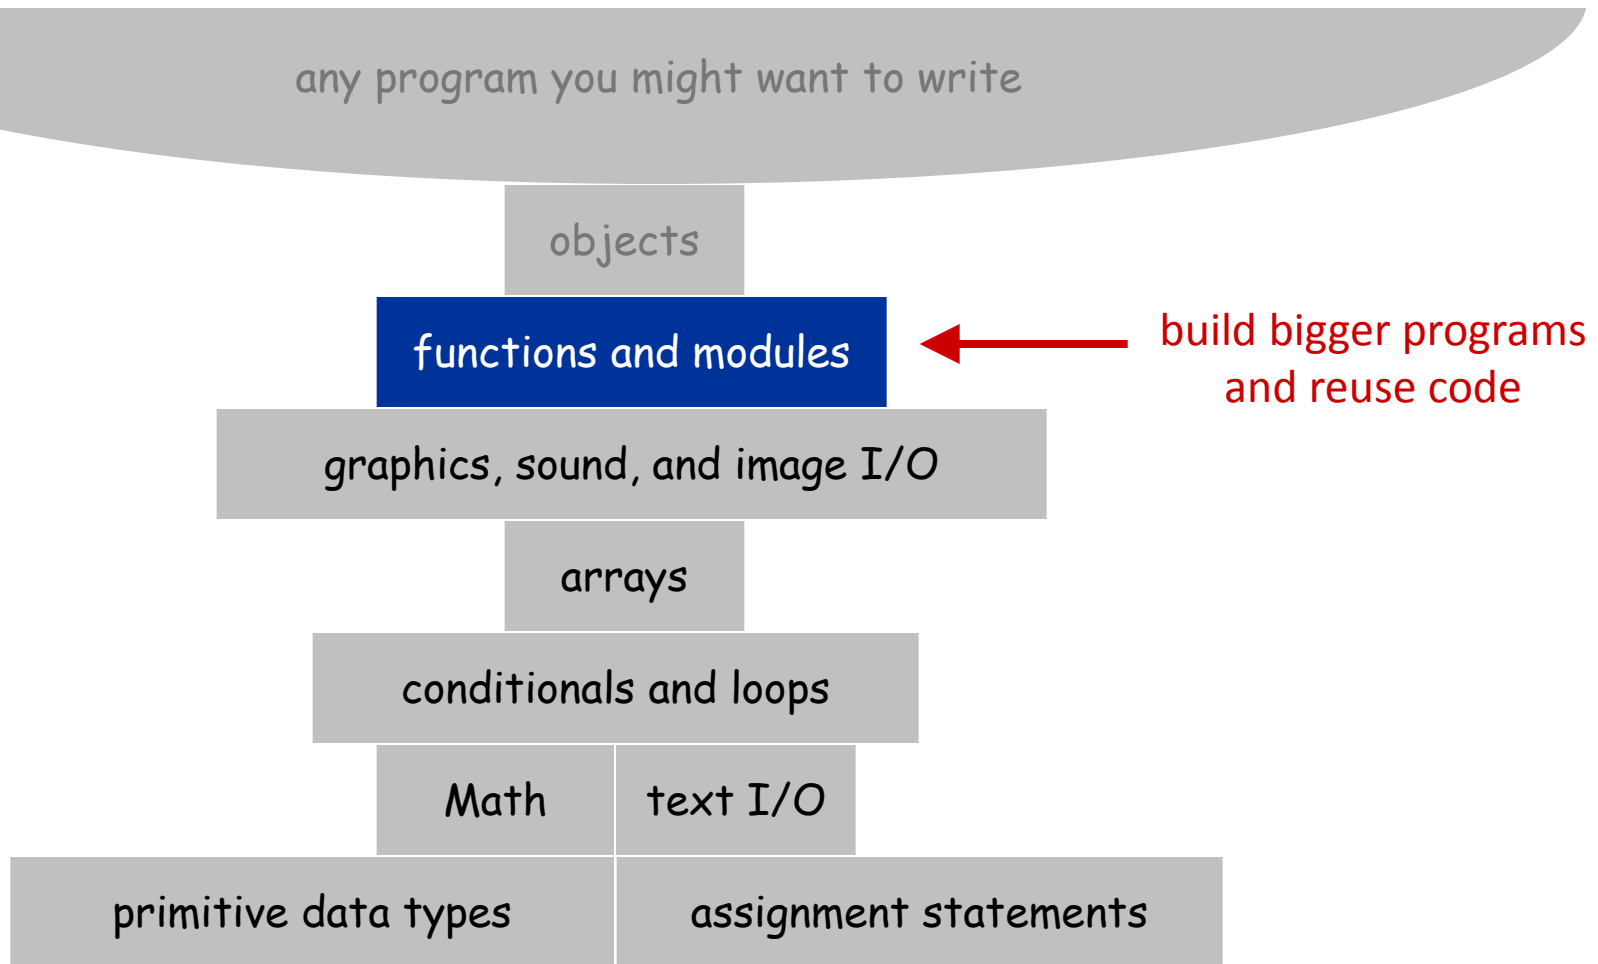 any program you might want to write
objects
functions and modules
build bigger programs
and reuse code
graphics, sound, and image I/O
arrays
conditionals and loops
Math
text I/O
primitive data types
assignment statements